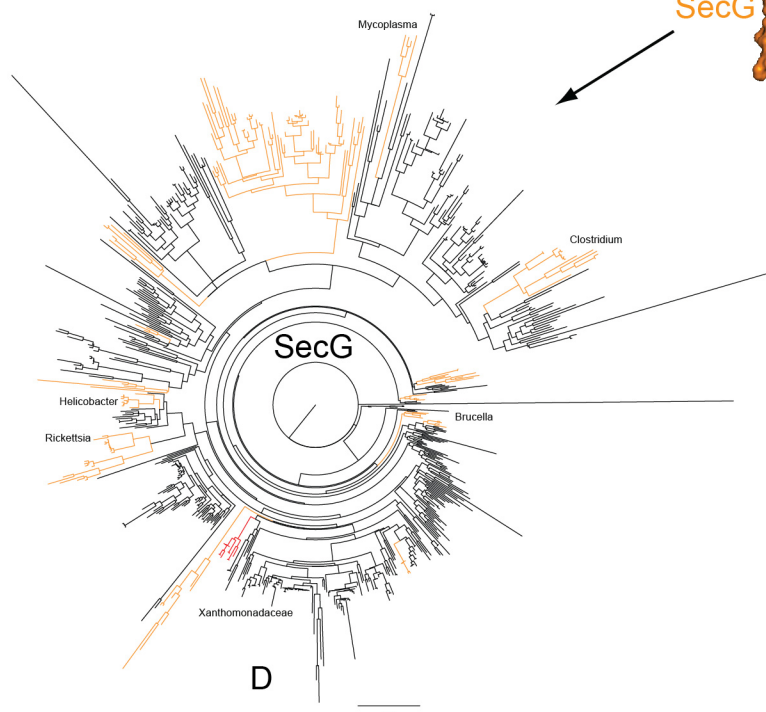 SecG
Mycoplasma
Clostridium
SecG
Helicobacter
Brucella
Rickettsia
Xanthomonadaceae
D